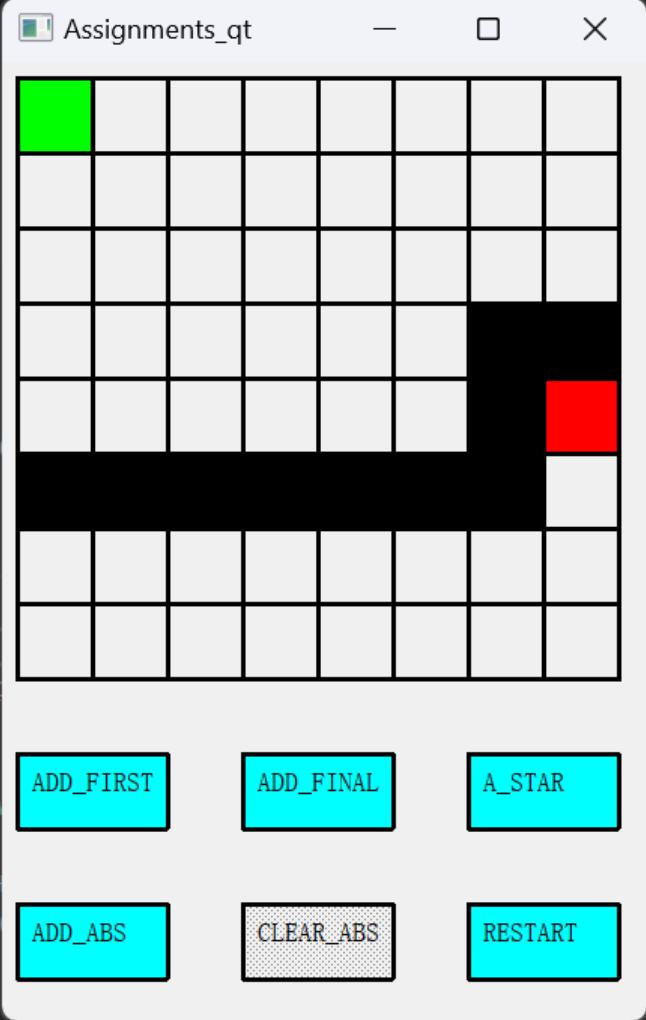 Assignments_qt
ADD_FIRST
ADD_FINAL
A_STAR
ADD_ABS
CLEAR_ABS
RESTART